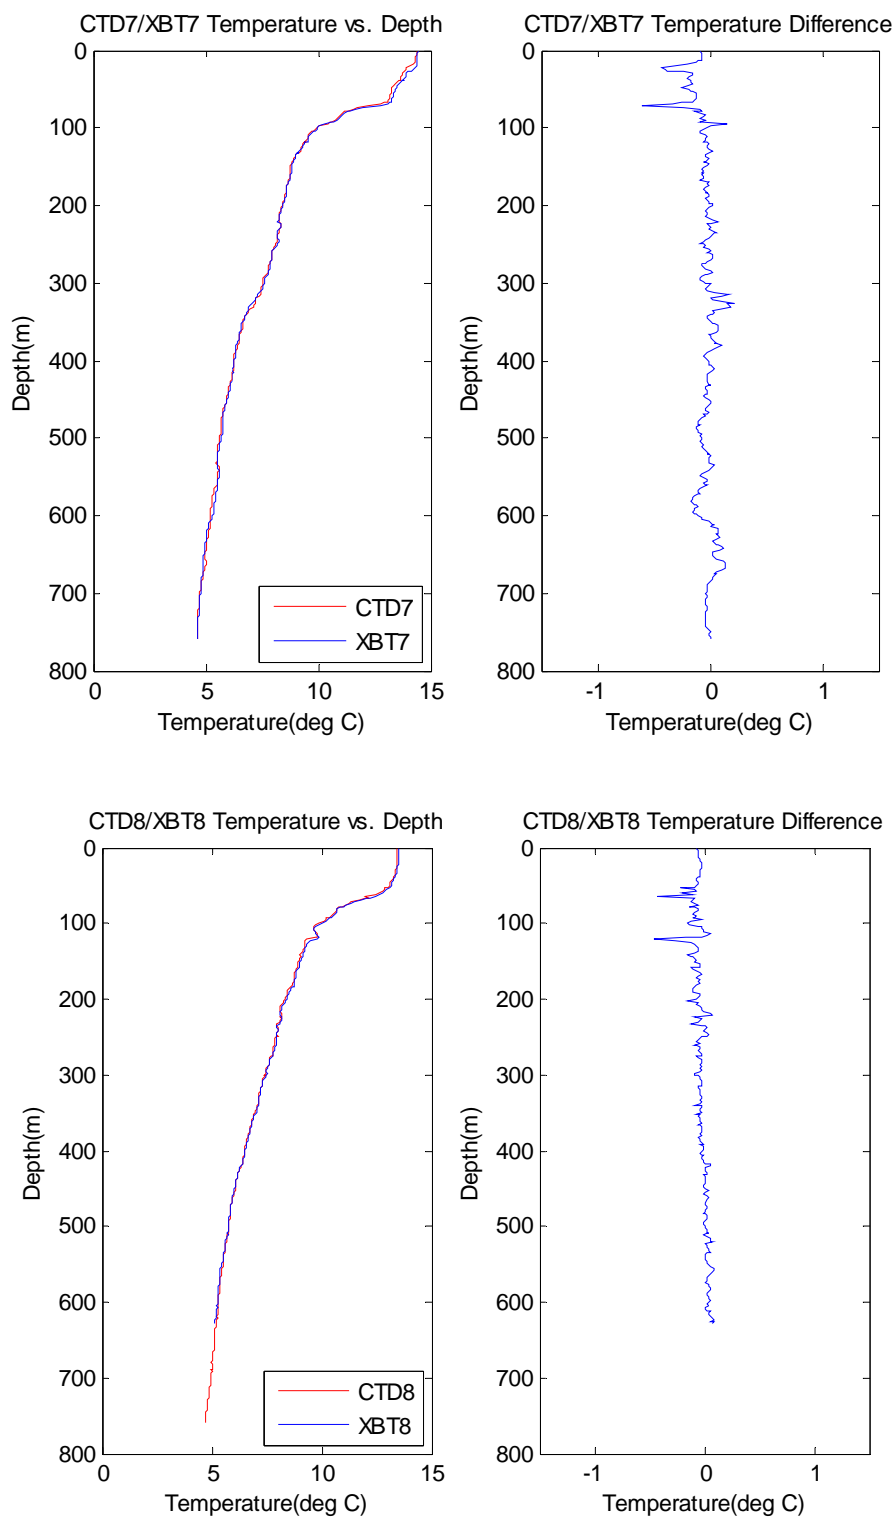 CTD7/XBT7 Temperature vs. Depth
0
100
200
300
400
500
600
700
800
Depth(m)
0 5 10 15
Temperature(deg C)
CTD7
XBT7
CTD7/XBT7 Temperature Difference
0
100
200
300
400
500
600
700
800
Depth(m)
-1 0 1
Temperature(deg C)
CTD8/XBT8 Temperature vs. Depth
0
100
200
300
400
500
600
700
800
Depth(m)
0 5 10 15
Temperature(deg C)
CTD8
XBT8
CTD8/XBT8 Temperature Difference
0
100
200
300
400
500
600
700
800
Depth(m)
-1 0 1
Temperature(deg C)